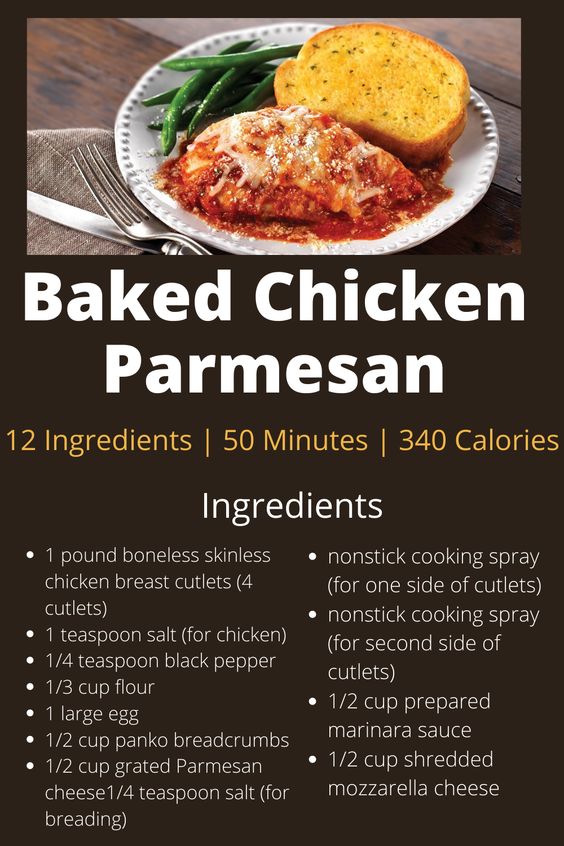 Baked Chicken
Parmesan
12 Ingredients | 50 Minutes | 340 Calories
Ingredients
• 1 pound boneless skinless
chicken breast cutlets (4
cutlets)
• 1 teaspoon salt (for chicken)
• 1/4 teaspoon black pepper
• 1/3 cup flour
• 1 large egg
• 1/2 cup panko breadcrumbs
• 1/2 cup grated Parmesan
cheese1/4 teaspoon salt (for
breading)
• nonstick cooking spray
(for one side of cutlets)
• nonstick cooking spray
(for second side of
cutlets)
• 1/2 cup prepared
marinara sauce
• 1/2 cup shredded
mozzarella cheese